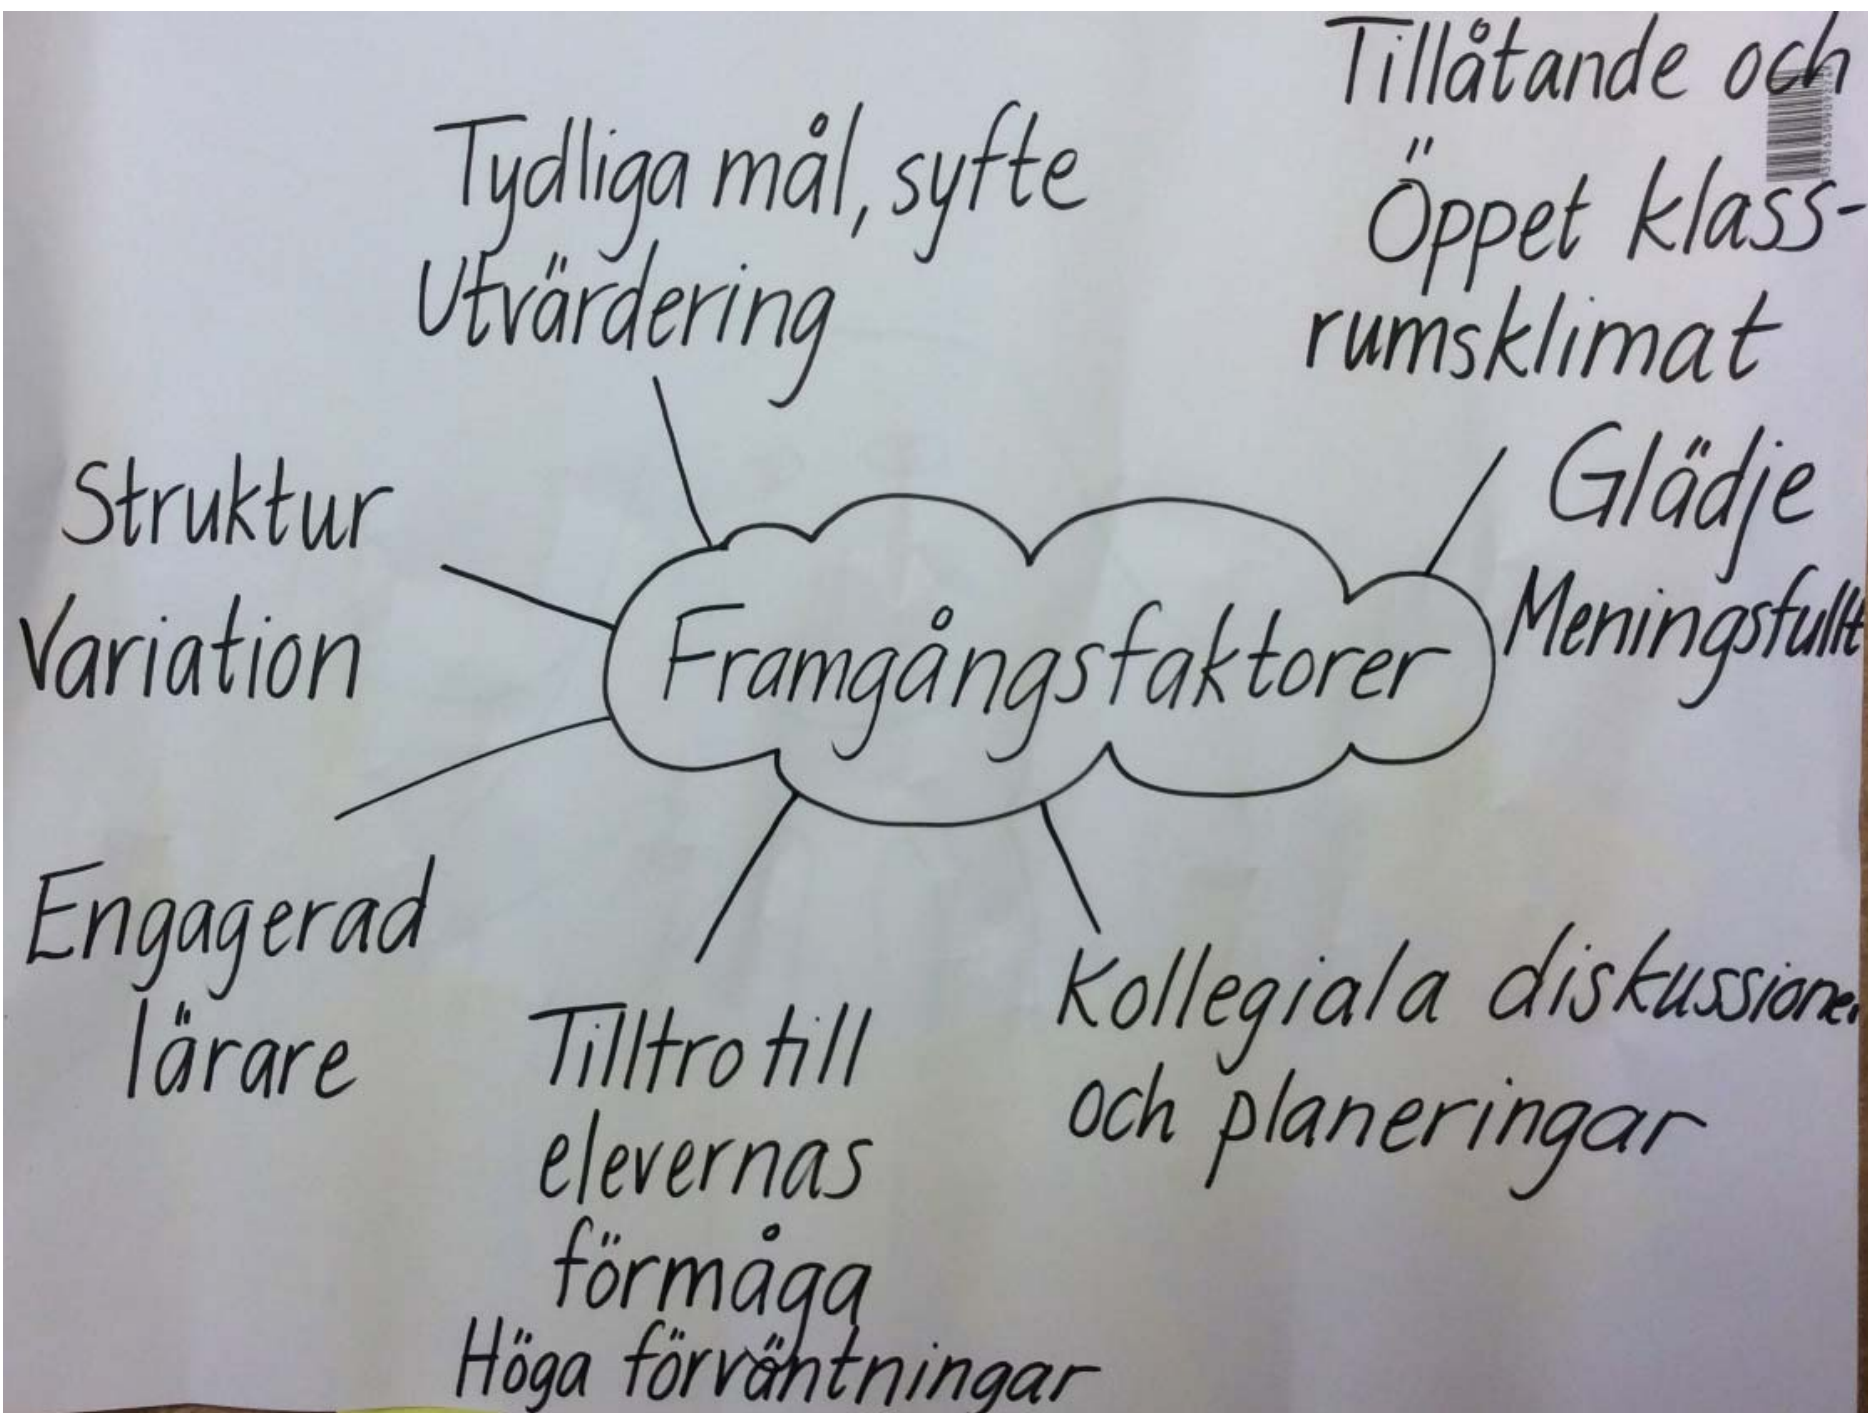 Tydliga mål, syfte
Utvärdering
Tillåtande och
Öppet klass-
rumsklimat
Glädje
Meningsfullt
Struktur
Variation
Framgångsfaktorer
Engagerad
lärare
Tilltro till
elevernas
förmåga
Höga förväntningar
Kollegiala diskussioner
och planeringar